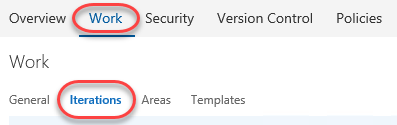 Overview Work Security Version Control Policies
Work
General Iterations Areas Templates